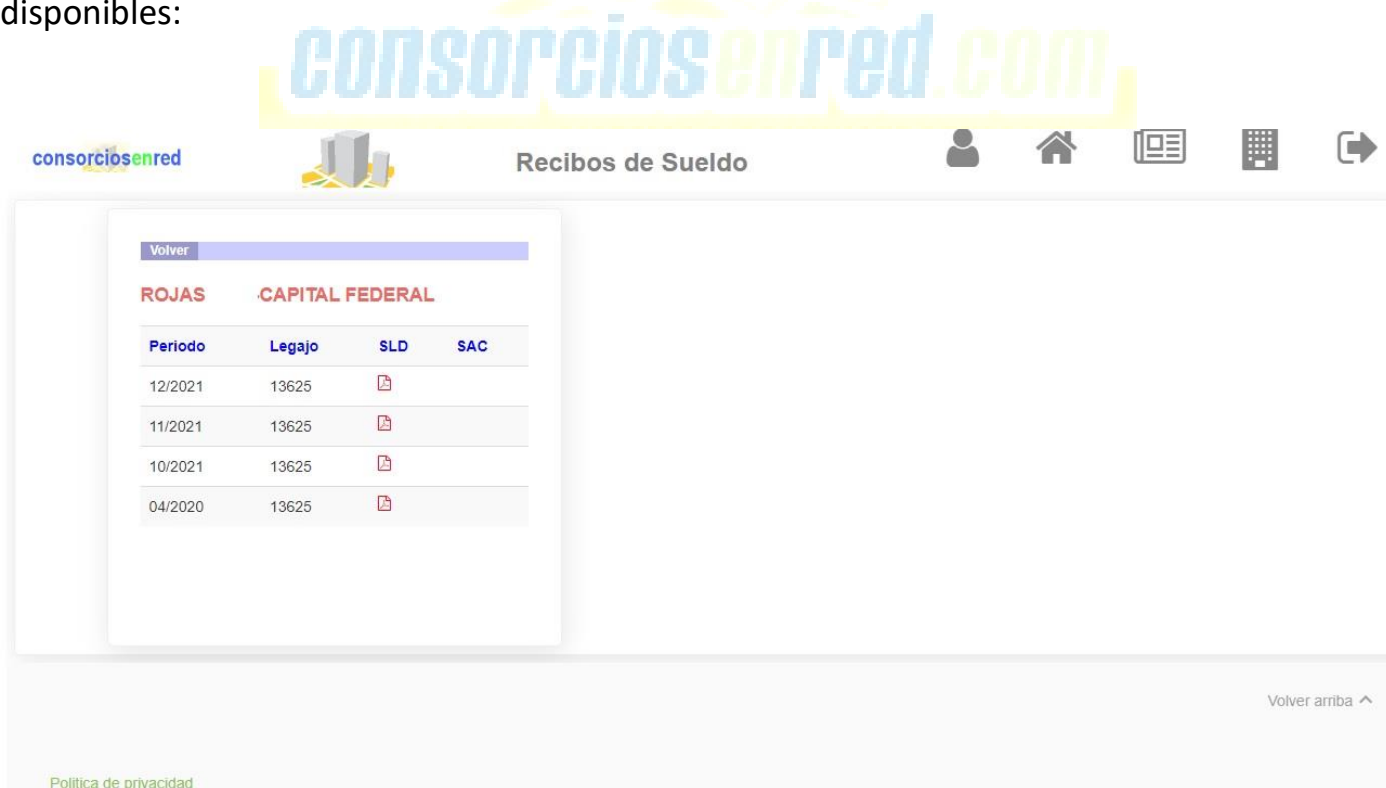 disponibles:
consorciosenred.com
consorciosenred
Recibos de Sueldo
Volver
ROJAS CAPITAL FEDERAL
Periodo Legajo SLD SAC
12/2021 13625
11/2021 13625
10/2021 13625
04/2020 13625
Volver arriba
Politica de privacidad